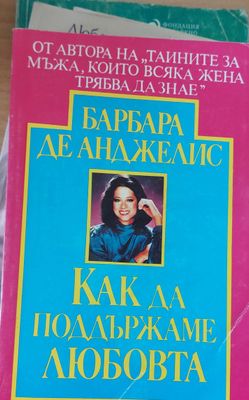 ФОНДАЦИЯ
ОТ АВТОРА НА „ТАЙНИТЕ ЗА
МЪЖА, КОИТО ВСЯКА ЖЕНА
ТРЯБВА ДА ЗНАЕ”
БАРБАРА
ДЕ АНДЖЕЛИС
КАК ДА
ПОДДЪРЖАМЕ
ЛЮБОВТА